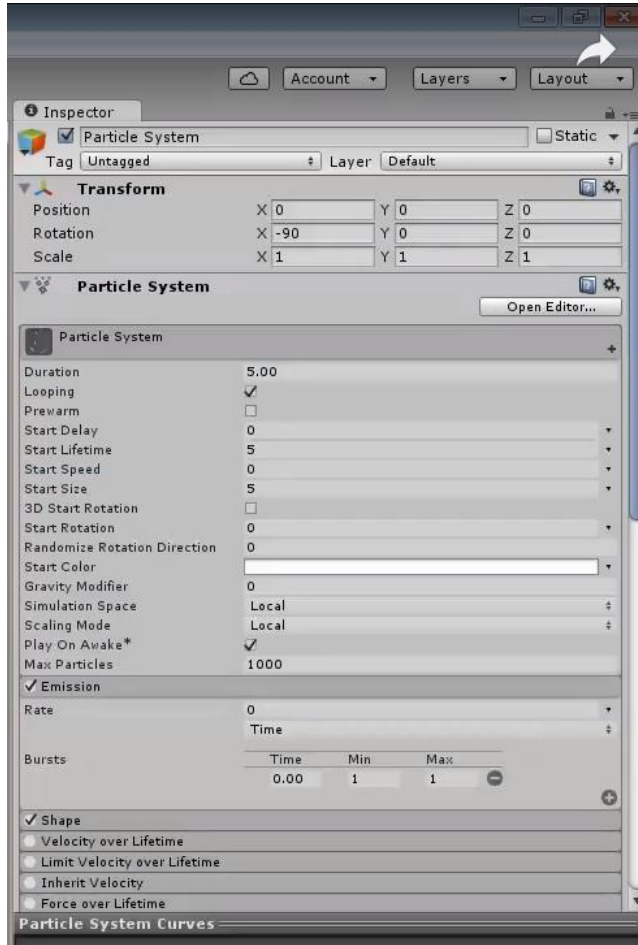 Account Layers Layout
Inspector
Particle System Static
Tag Untagged Layer Default
Transform
Position X 0 Y 0 Z 0
Rotation X -90 Y 0 Z 0
Scale X 1 Y 1 Z 1
Particle System
Open Editor...
Particle System
Duration 5.00
Looping
Prewarm
Start Delay 0
Start Lifetime 5
Start Speed 0
Start Size 5
3D Start Rotation
Start Rotation 0
Randomize Rotation Direction 0
Start Color
Gravity Modifier 0
Simulation Space Local
Scaling Mode Local
Play On Awake*
Max Particles 1000
Emission
Rate 0
Time
Bursts Time Min Max
0.00 1 1
Shape
Velocity over Lifetime
Limit Velocity over Lifetime
Inherit Velocity
Force over Lifetime
Particle System Curves